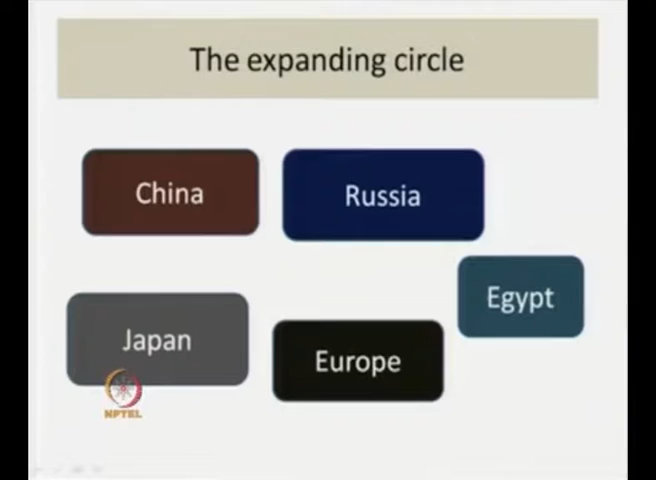 The expanding circle
China
Russia
Egypt
Japan
Europe
NPTEL